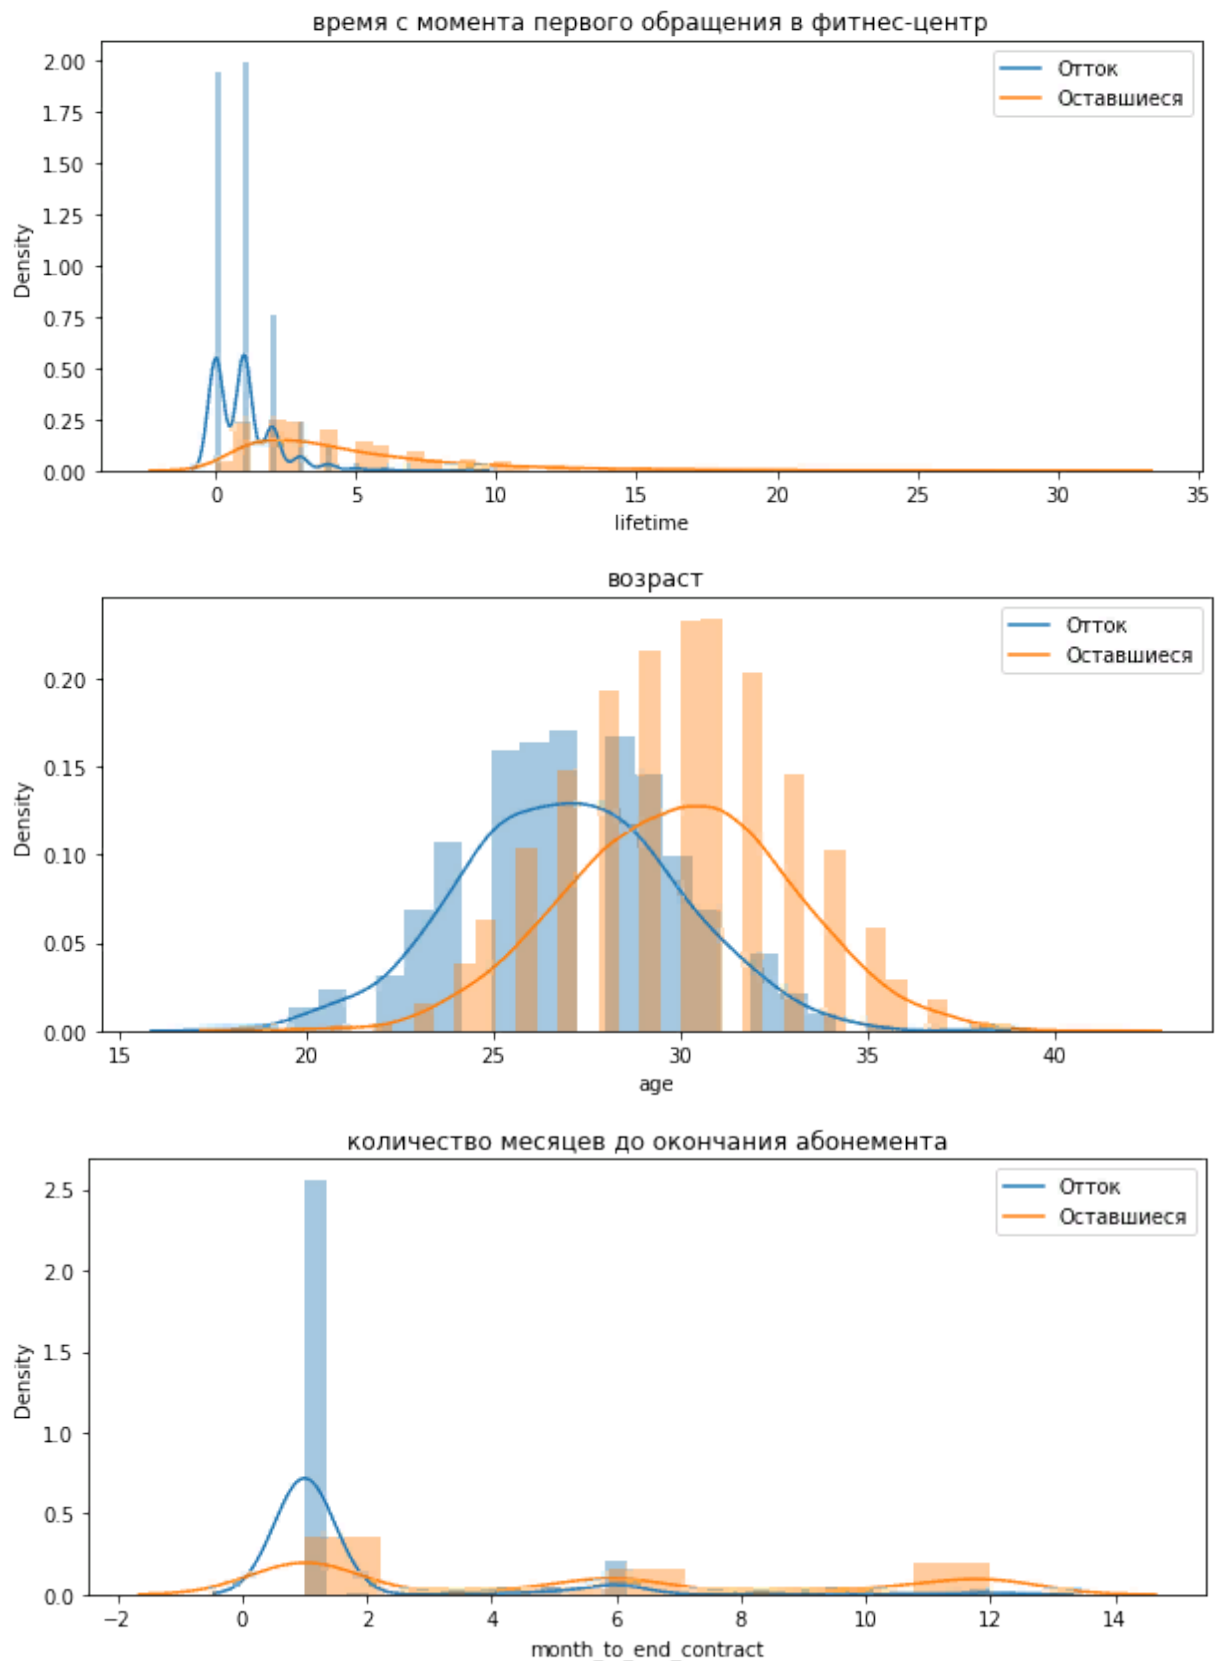 время с момента первого обращения в фитнес-центр
Отток
Оставшиеся
2.00
1.75
1.50
1.25
1.00
0.75
0.50
0.25
0.00
Density
0 5 10 15 20 25 30 35
lifetime
возраст
Отток
Оставшиеся
0.20
0.15
0.10
0.05
0.00
Density
15 20 25 30 35 40
age
количество месяцев до окончания абонемента
Отток
Оставшиеся
2.5
2.0
1.5
1.0
0.5
0.0
Density
−2 0 2 4 6 8 10 12 14
month_to_end_contract